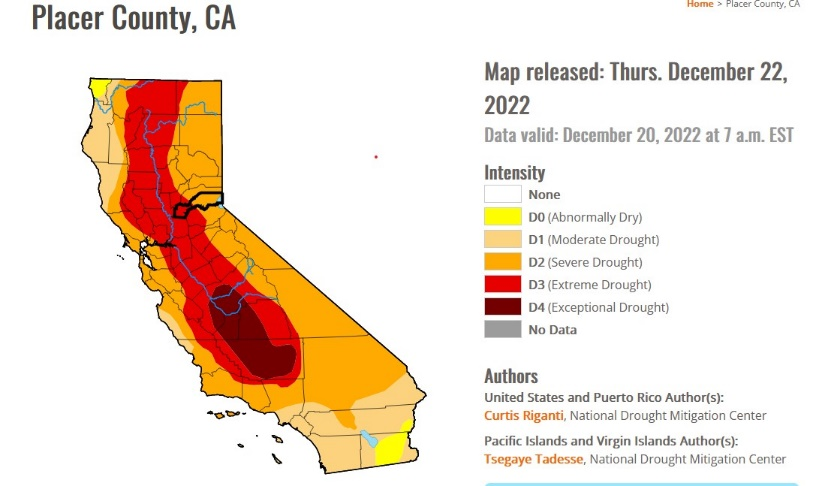 Placer County, CA
Home > Placer County, CA
Map released: Thurs. December 22,
2022
Data valid: December 20, 2022 at 7 a.m. EST
Intensity
None
D0 (Abnormally Dry)
D1 (Moderate Drought)
D2 (Severe Drought)
D3 (Extreme Drought)
D4 (Exceptional Drought)
No Data
Authors
United States and Puerto Rico Author(s):
Curtis Riganti, National Drought Mitigation Center
Pacific Islands and Virgin Islands Author(s):
Tsegaye Tadesse, National Drought Mitigation Center